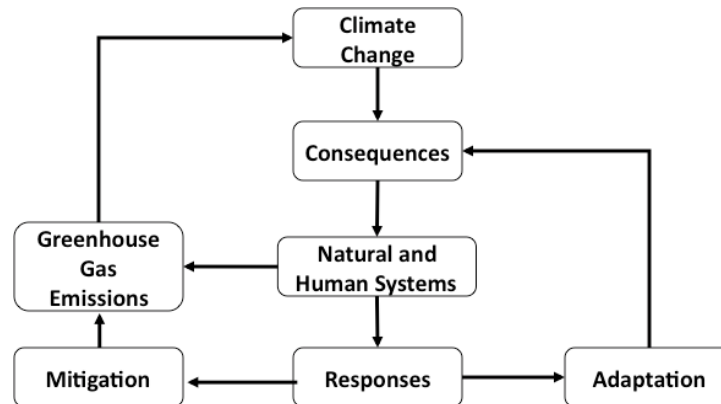 Climate
Change
Consequences
Greenhouse
Gas
Emissions
Natural and
Human Systems
Mitigation
Responses
Adaptation